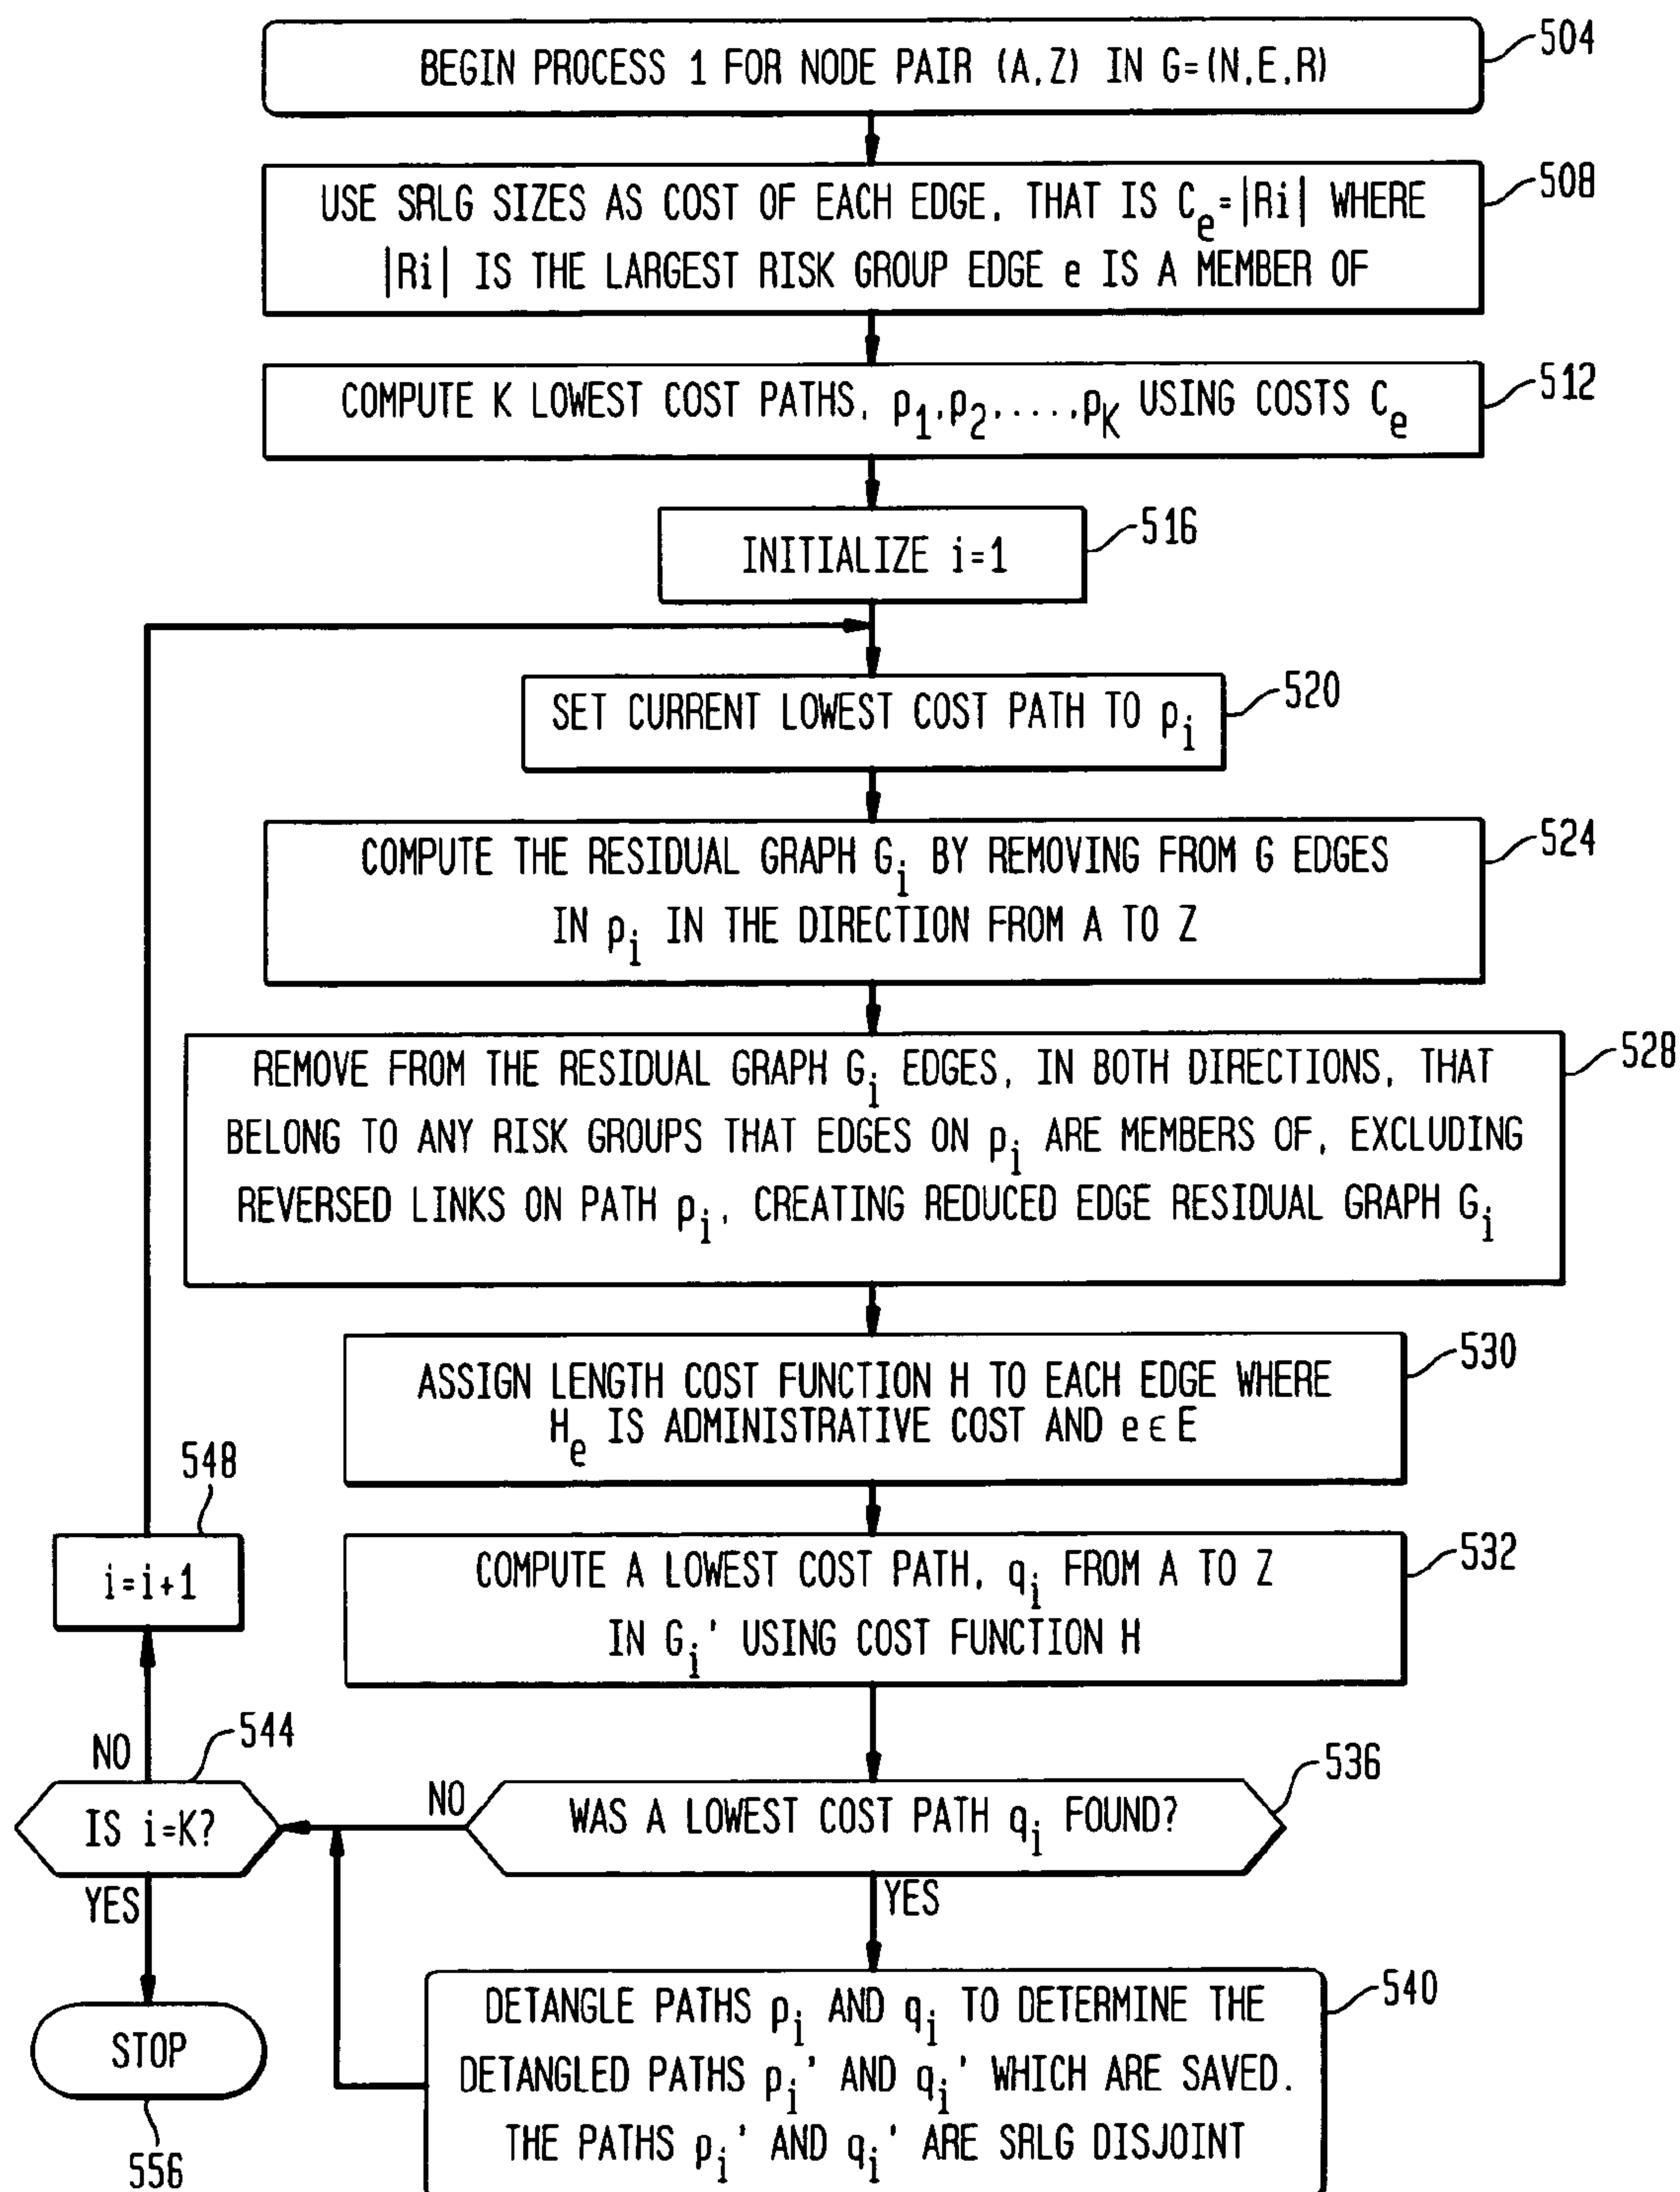 BEGIN PROCESS 1 FOR NODE PAIR (A,Z) IN G=(N,E,R)
504
USE SRLG SIZES AS COST OF EACH EDGE, THAT IS Cₑ=|Ri| WHERE
|Ri| IS THE LARGEST RISK GROUP EDGE e IS A MEMBER OF
508
COMPUTE K LOWEST COST PATHS, p₁,p₂,....,p_K USING COSTS Cₑ
512
INITIALIZE i=1
516
SET CURRENT LOWEST COST PATH TO pᵢ
520
COMPUTE THE RESIDUAL GRAPH Gᵢ BY REMOVING FROM G EDGES
IN pᵢ IN THE DIRECTION FROM A TO Z
524
REMOVE FROM THE RESIDUAL GRAPH Gᵢ EDGES, IN BOTH DIRECTIONS, THAT
BELONG TO ANY RISK GROUPS THAT EDGES ON pᵢ ARE MEMBERS OF, EXCLUDING
REVERSED LINKS ON PATH pᵢ, CREATING REDUCED EDGE RESIDUAL GRAPH Gᵢ
528
ASSIGN LENGTH COST FUNCTION H TO EACH EDGE WHERE
Hₑ IS ADMINISTRATIVE COST AND e∈E
530
COMPUTE A LOWEST COST PATH, qᵢ FROM A TO Z
IN Gᵢ' USING COST FUNCTION H
532
WAS A LOWEST COST PATH qᵢ FOUND?
536
NO
YES
DETANGLE PATHS pᵢ AND qᵢ TO DETERMINE THE
DETANGLED PATHS pᵢ' AND qᵢ' WHICH ARE SAVED.
THE PATHS pᵢ' AND qᵢ' ARE SRLG DISJOINT
540
IS i=K?
544
NO
i=i+1
548
YES
STOP
556